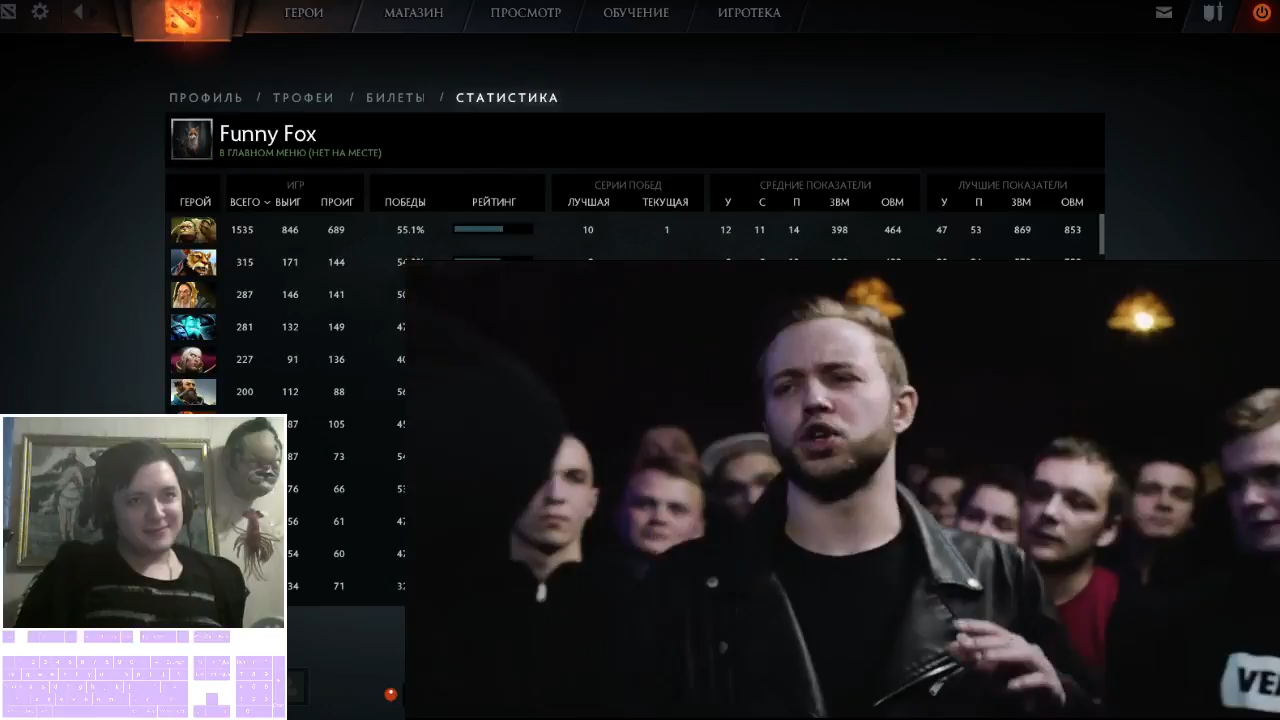 ГЕРОИ МАГАЗИН ПРОСМОТР ОБУЧЕНИЕ ИГРОТЕКА
ПРОФИЛЬ / ТРОФЕИ / БИЛЕТЫ / СТАТИСТИКА
Funny Fox
В ГЛАВНОМ МЕНЮ (НЕТ НА МЕСТЕ)
ИГР СЕРИИ ПОБЕД СРЕДНИЕ ПОКАЗАТЕЛИ ЛУЧШИЕ ПОКАЗАТЕЛИ
ГЕРОЙ ВСЕГО ВЫИГ ПРОИГ ПОБЕДЫ РЕЙТИНГ ЛУЧШАЯ ТЕКУЩАЯ У С П ЗВМ ОВМ У П ЗВМ ОВМ
1535 846 689 55.1% 10 1 12 11 14 398 464 47 53 869 853
315 171 144
287 146 141
281 132 149
227 91 136
200 112 88
87 105
87 73
76 66
56 61
54 60
34 71